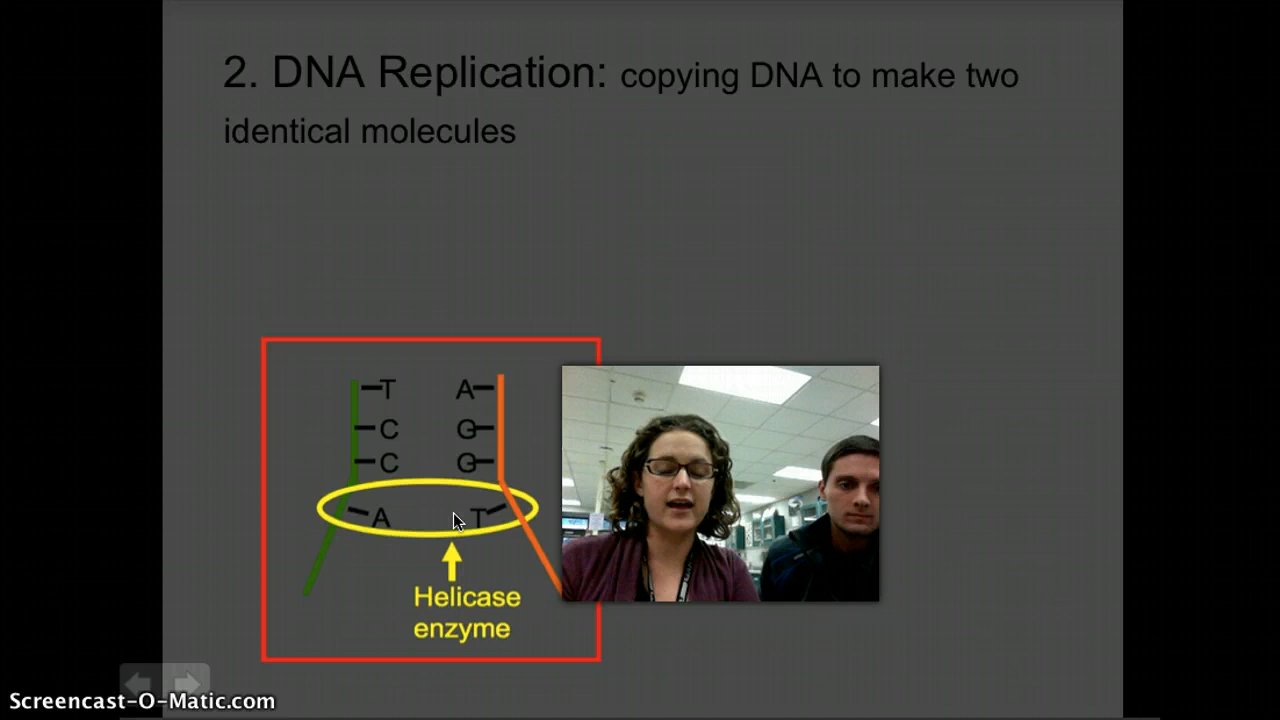 2. DNA Replication: copying DNA to make two
identical molecules
T A
C G
C G
A T
Helicase
enzyme
Screencast-O-Matic.com